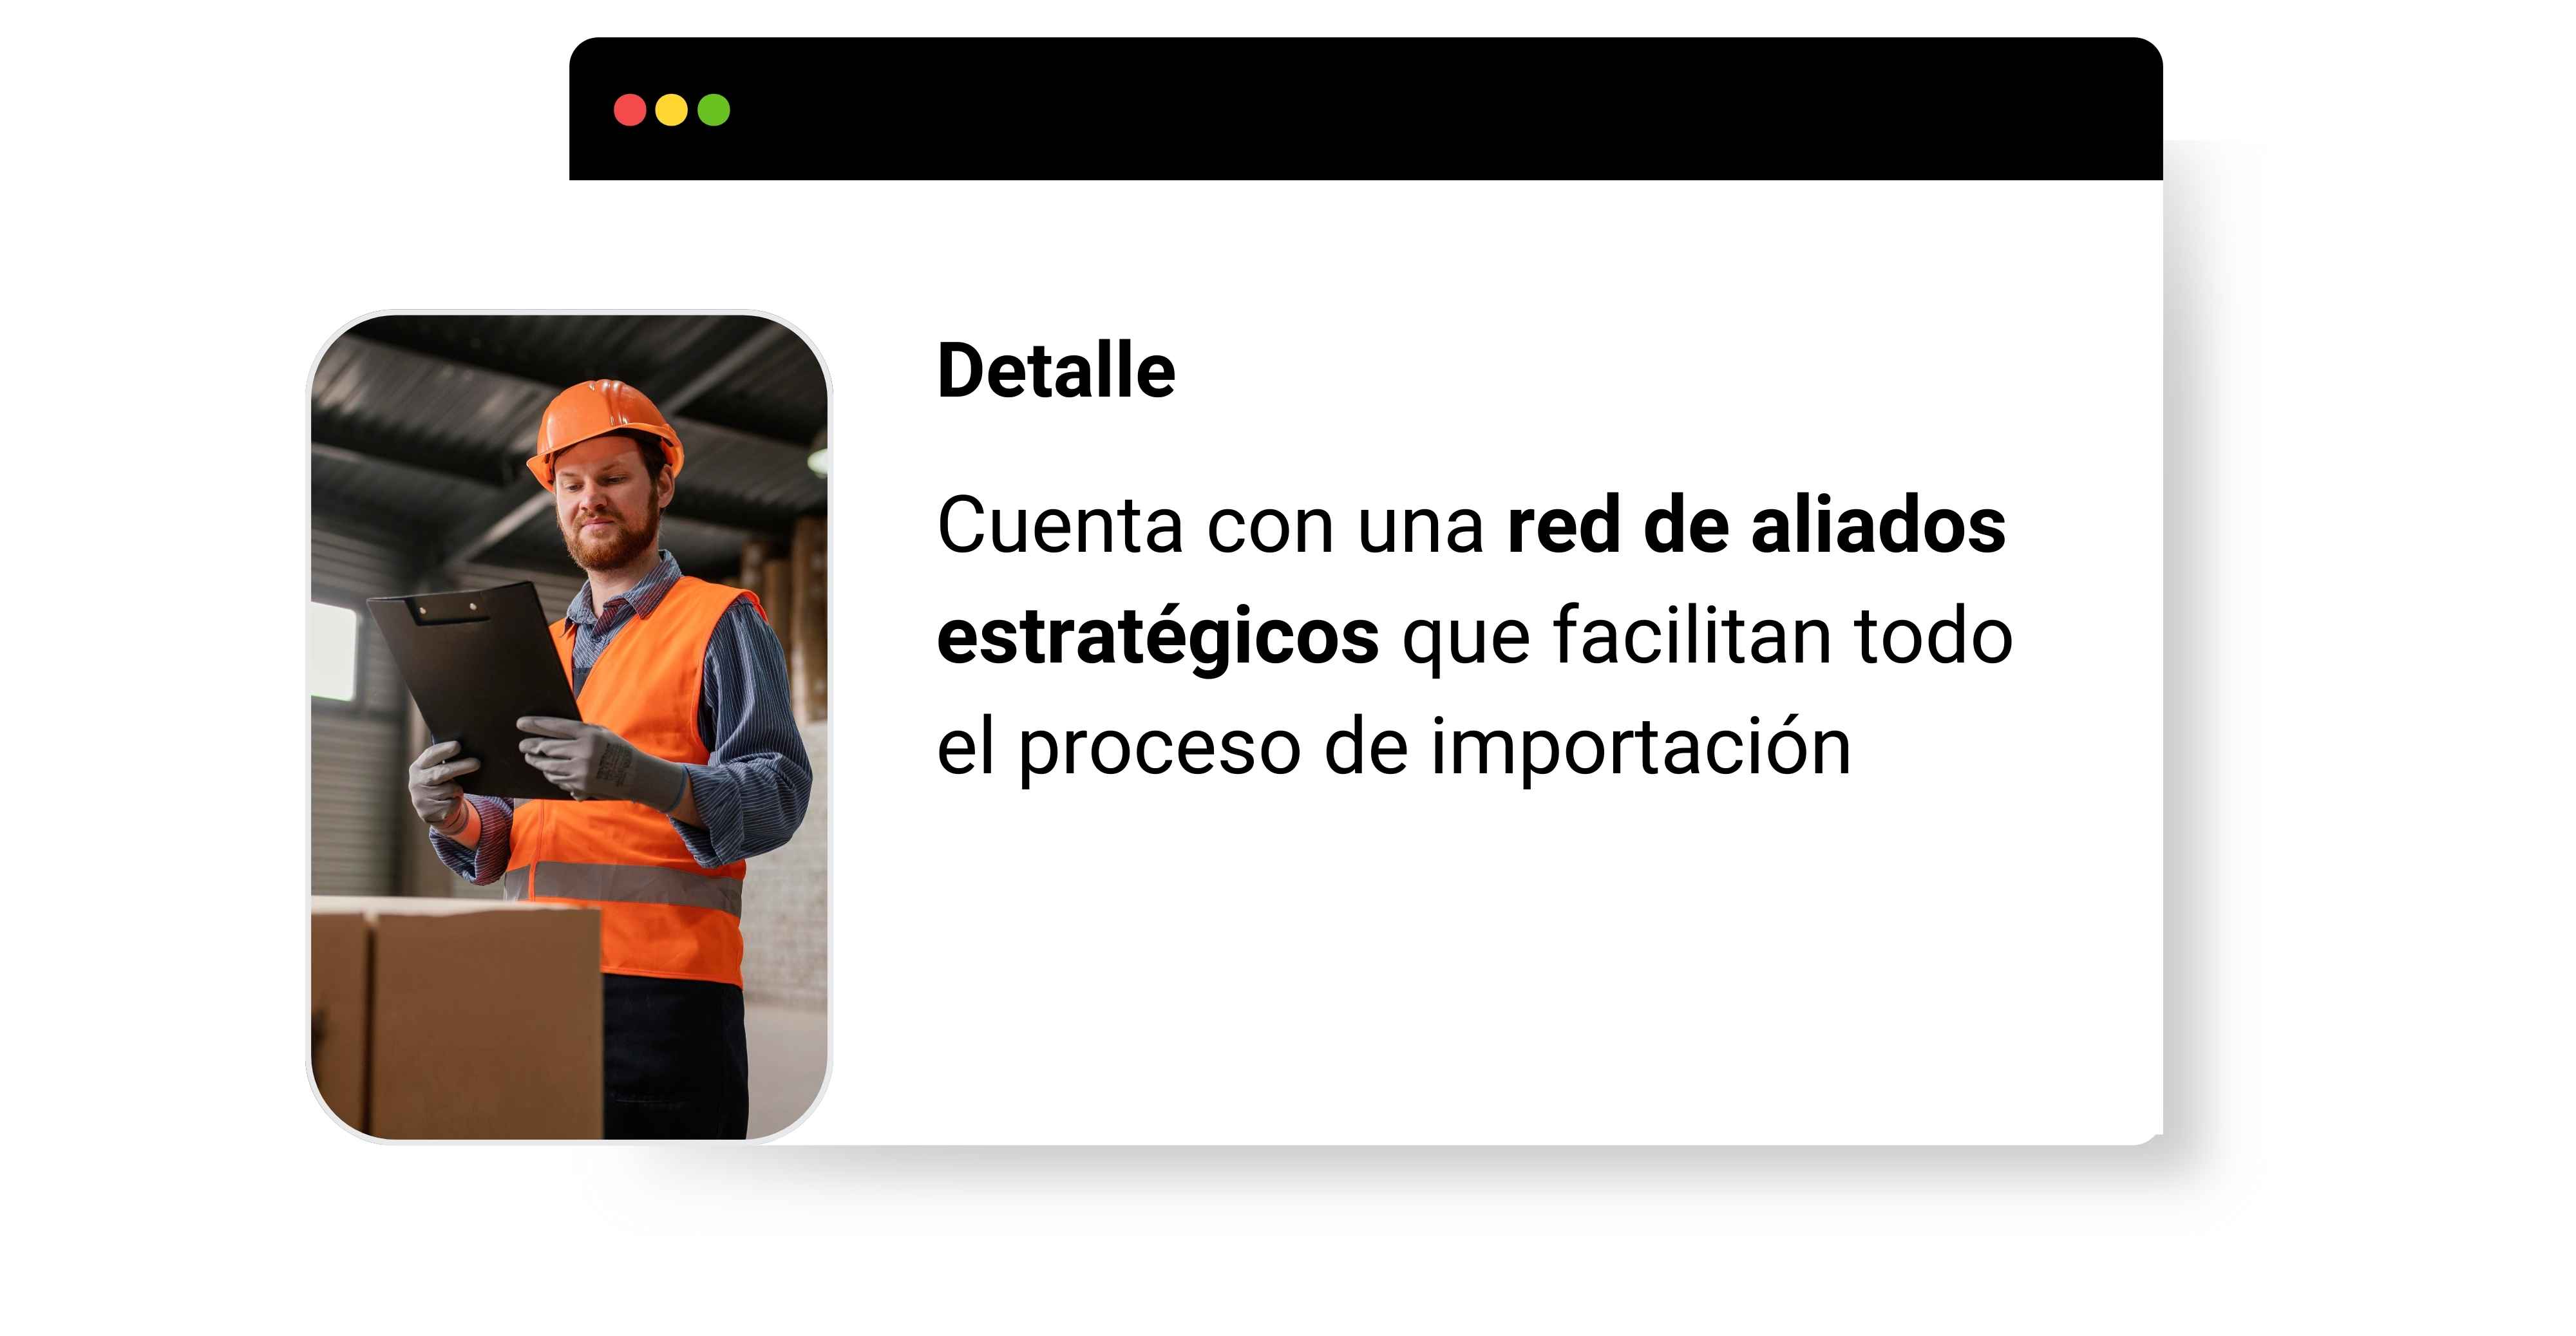 Detalle
Cuenta con una red de aliados
estratégicos que facilitan todo
el proceso de importación